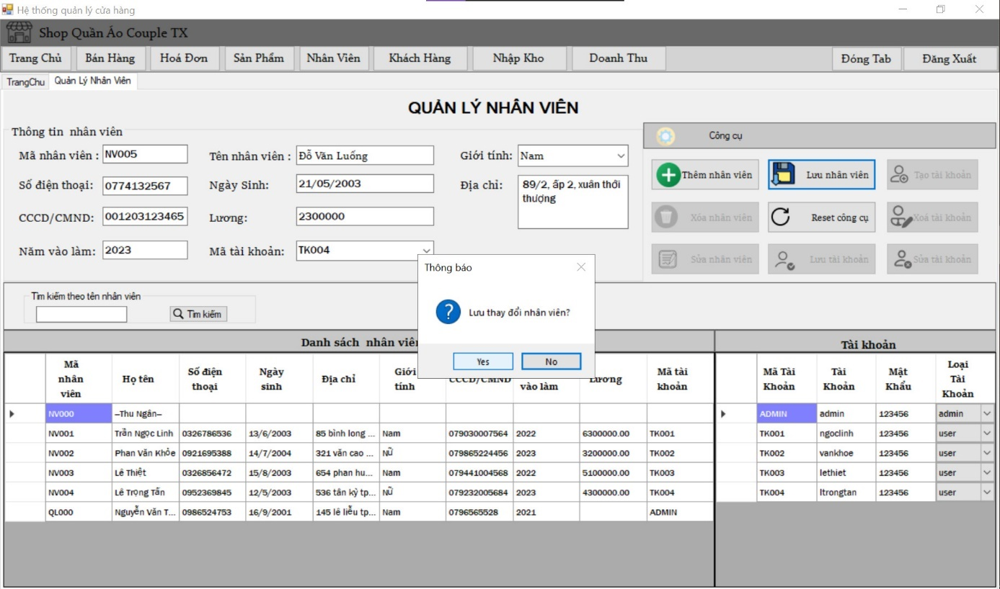 Hệ thống quản lý cửa hàng
Shop Quần Áo Couple TX
Trang Chủ Bán Hàng Hoá Đơn Sản Phẩm Nhân Viên Khách Hàng Nhập Kho Doanh Thu Đóng Tab Đăng Xuất
TrangChu Quản Lý Nhân Viên
QUẢN LÝ NHÂN VIÊN
Thông tin nhân viên
Mã nhân viên : NV005 Tên nhân viên : Đỗ Văn Luống Giới tính: Nam
Số điện thoại: 0774132567 Ngày Sinh: 21/05/2003 Địa chỉ: 89/2, ấp 2, xuân thới
thượng
CCCD/CMND: 001203123465 Lương: 2300000
Năm vào làm: 2023 Mã tài khoản: TK004
Công cụ
Thêm nhân viên Lưu nhân viên Tạo tài khoản
Xóa nhân viên Reset công cụ Xoá tài khoản
Sửa nhân viên Lưu tài khoản Sửa tài khoản
Thông báo
Lưu thay đổi nhân viên?
Yes No
Tìm kiếm theo tên nhân viên
Tìm kiếm
Danh sách nhân viên
Mã nhân viên Họ tên Số điện thoại Ngày sinh Địa chỉ Giới tính CCCD/CMND vào làm Lương Mã tài khoản
NV000 –Thu Ngân–
NV001 Trần Ngọc Linh 0326786536 13/6/2003 85 bình long ... Nam 079030007564 2022 6300000.00 TK001
NV002 Phan Văn Khỏe 0921695388 14/7/2004 321 văn cao ... Nữ 079865224456 2023 3200000.00 TK002
NV003 Lê Thiệt 0326856472 15/8/2003 654 phan hu... Nam 079441004568 2022 5100000.00 TK003
NV004 Lê Trọng Tấn 0952369845 12/5/2003 536 tân kỳ tp... Nữ 079232005684 2023 4300000.00 TK004
QL000 Nguyễn Văn T... 0986524753 16/9/2001 145 lê liễu tp... Nam 0796565528 2021 ADMIN
Tài khoản
Mã Tài Khoản Tài Khoản Mật Khẩu Loại Tài Khoản
ADMIN admin 123456 admin
TK001 ngoclinh 123456 user
TK002 vankhoe 123456 user
TK003 lethiet 123456 user
TK004 ltrongtan 123456 user